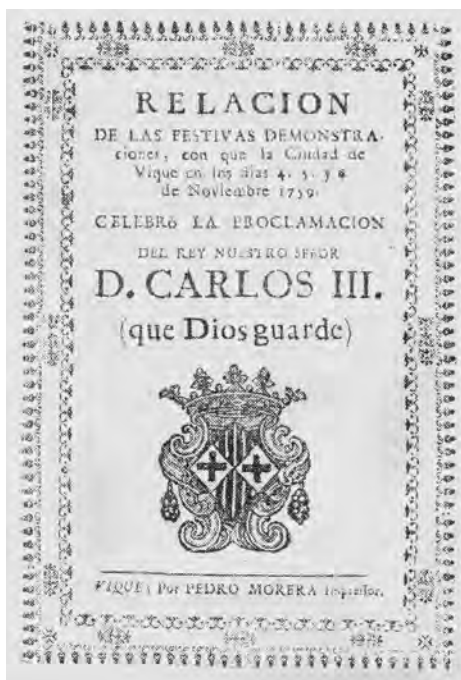 RELACION
DE LAS FESTIVAS DEMONSTRA-
ciones, con que la Ciudad de
Vique en los dias 4. 5. y 6
de Noviembre 1759.
CELEBRò LA PROCLAMACION
DEL REY NUESTRO SEñOR
D. CARLOS III.
(que Dios guarde)
VIQUE; Por PEDRO MORERA Impressor.